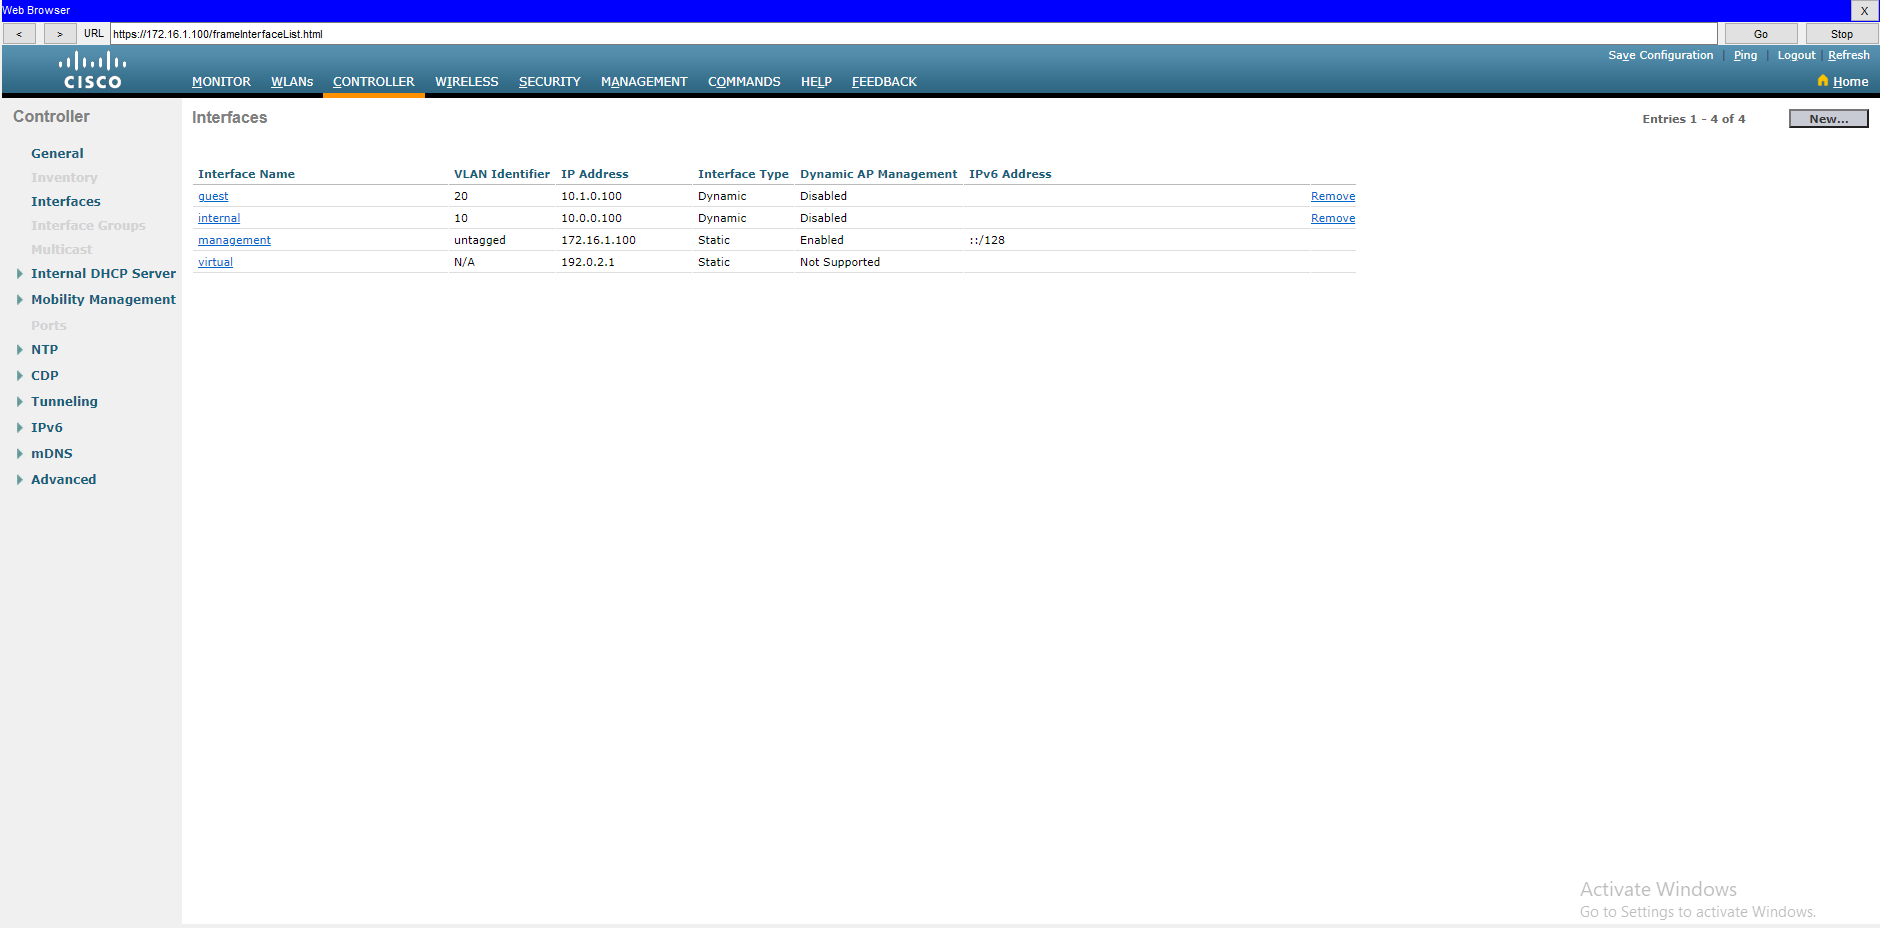 Web Browser X
< > URL https://172.16.1.100/frameInterfaceList.html Go Stop
Save Configuration | Ping | Logout | Refresh
CISCO
MONITOR WLANs CONTROLLER WIRELESS SECURITY MANAGEMENT COMMANDS HELP FEEDBACK Home
Controller
General
Inventory
Interfaces
Interface Groups
Multicast
Internal DHCP Server
Mobility Management
Ports
NTP
CDP
Tunneling
IPv6
mDNS
Advanced
Interfaces Entries 1 - 4 of 4 New...
Interface Name VLAN Identifier IP Address Interface Type Dynamic AP Management IPv6 Address
guest 20 10.1.0.100 Dynamic Disabled Remove
internal 10 10.0.0.100 Dynamic Disabled Remove
management untagged 172.16.1.100 Static Enabled ::/128
virtual N/A 192.0.2.1 Static Not Supported
Activate Windows
Go to Settings to activate Windows.